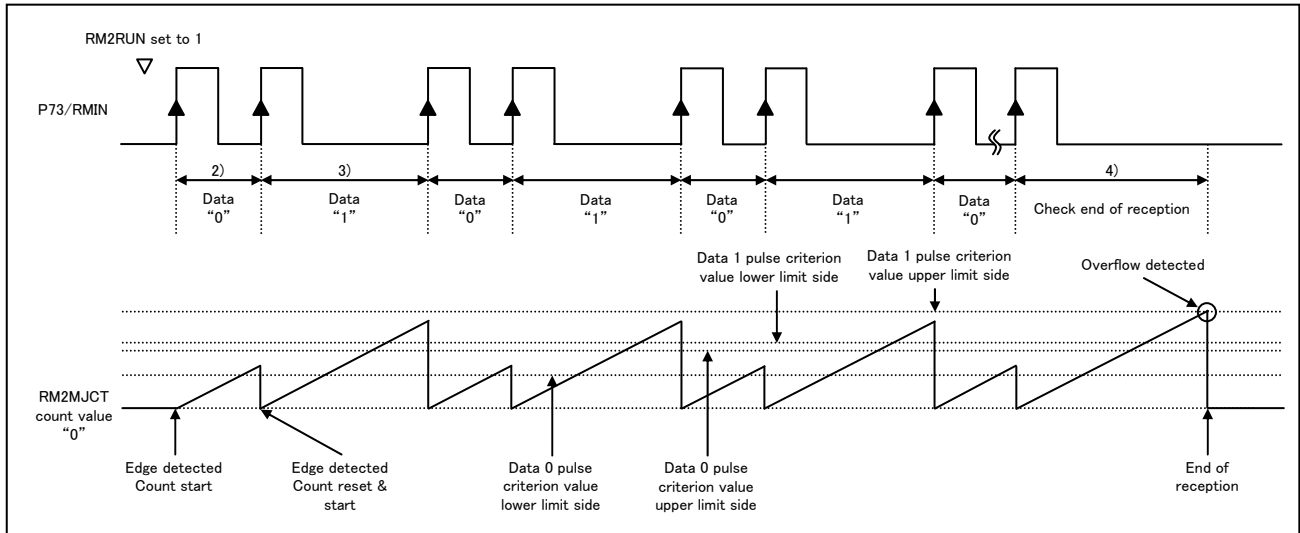 RM2RUN set to 1
P73/RMIN
2)
3)
4)
Data
“0”
Data
“1”
Data
“0”
Data
“1”
Data
“0”
Data
“1”
Data
“0”
Check end of reception
Data 1 pulse criterion
value lower limit side
Data 1 pulse criterion
value upper limit side
Overflow detected
RM2MJCT
count value
“0”
Edge detected
Count start
Edge detected
Count reset &
start
Data 0 pulse
criterion value
lower limit side
Data 0 pulse
criterion value
upper limit side
End of
reception